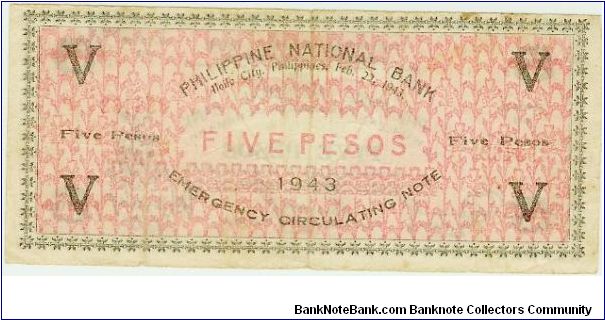 PHILIPPINE NATIONAL BANK
Iloilo City, Philippines, Feb. 23, 1943
V V
Five Pesos FIVE PESOS Five Pesos
1943
V V
EMERGENCY CIRCULATING NOTE
BankNoteBank.com Banknote Collectors Community